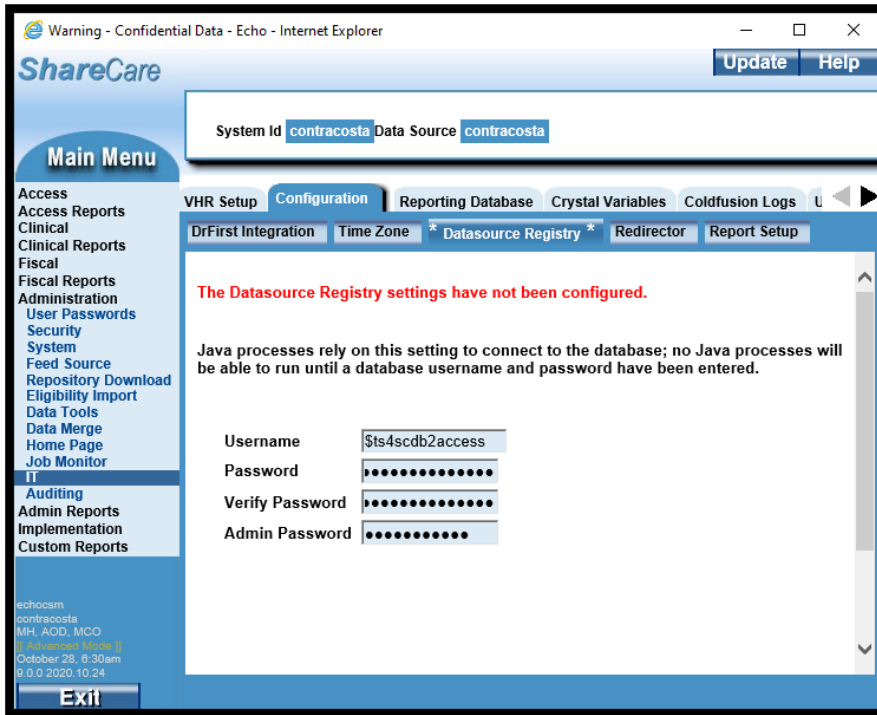 Warning - Confidential Data - Echo - Internet Explorer
ShareCare
Update
Help
System Id contracosta Data Source contracosta
Main Menu
Access
Access Reports
Clinical
Clinical Reports
Fiscal
Fiscal Reports
Administration
User Passwords
Security
System
Feed Source
Repository Download
Eligibility Import
Data Tools
Data Merge
Home Page
Job Monitor
IT
Auditing
Admin Reports
Implementation
Custom Reports
echocsm
contracosta
MH, AOD, MCO
[[ Advanced Mode ]]
October 28, 6:30am
9.0.0 2020.10.24
Exit
VHR Setup
Configuration
Reporting Database
Crystal Variables
Coldfusion Logs
U
DrFirst Integration
Time Zone
* Datasource Registry *
Redirector
Report Setup
The Datasource Registry settings have not been configured.
Java processes rely on this setting to connect to the database; no Java processes will
be able to run until a database username and password have been entered.
Username $ts4scdb2access
Password
Verify Password
Admin Password